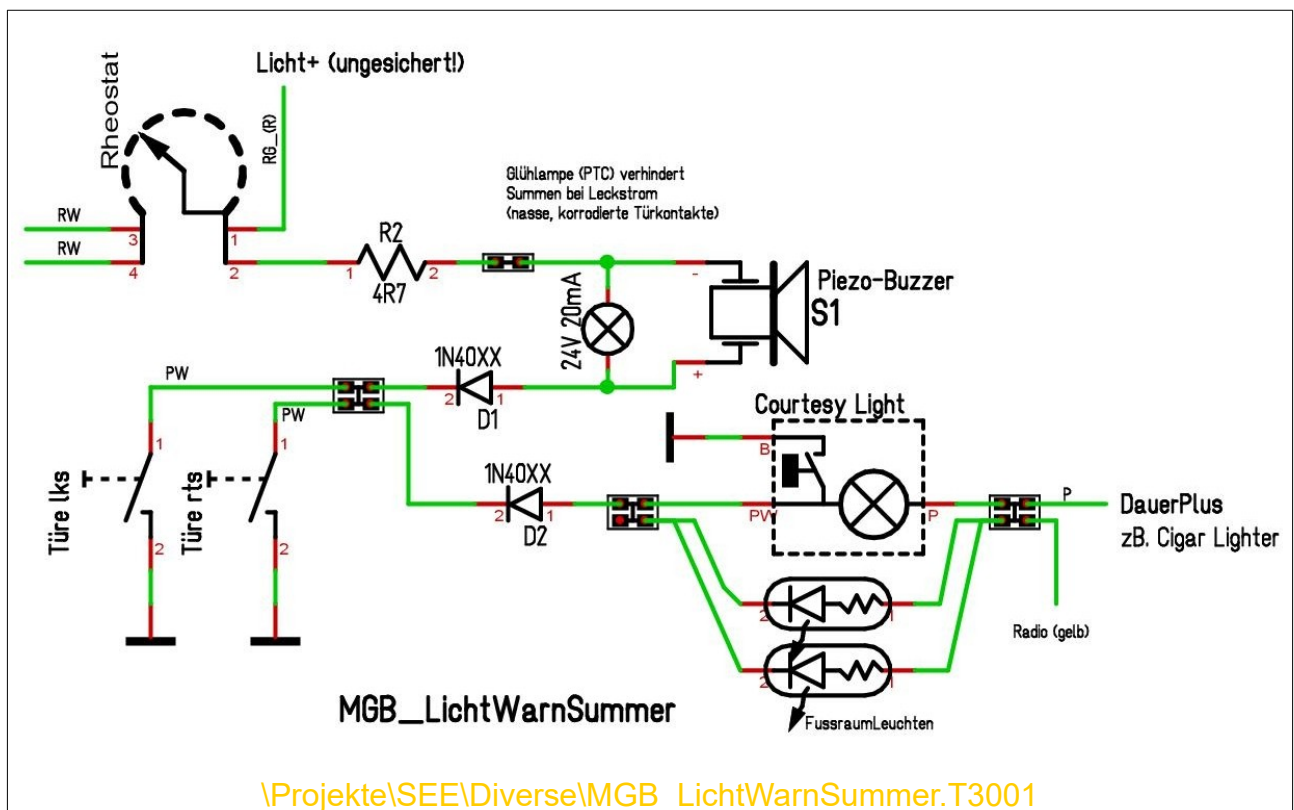 Licht+ (ungesichert!)
Rheostat
RG_(R)
RW
3
1
RW
4
2
Glühlampe (PTC) verhindert
Summen bei Leckstrom
(nasse, korrodierte Türkontakte)
R2
1
2
4R7
-
Piezo-Buzzer
S1
24V 20mA
+
1N40XX
2
1
D1
PW
PW
1
1
Türe lks
Türe rts
2
2
Courtesy Light
B
1N40XX
2
1
D2
PW
P
P
DauerPlus
zB. Cigar Lighter
2
1
Radio (gelb)
2
1
FussraumLeuchten
MGB_LichtWarnSummer
\Projekte\SEE\Diverse\MGB_LichtWarnSummer.T3001